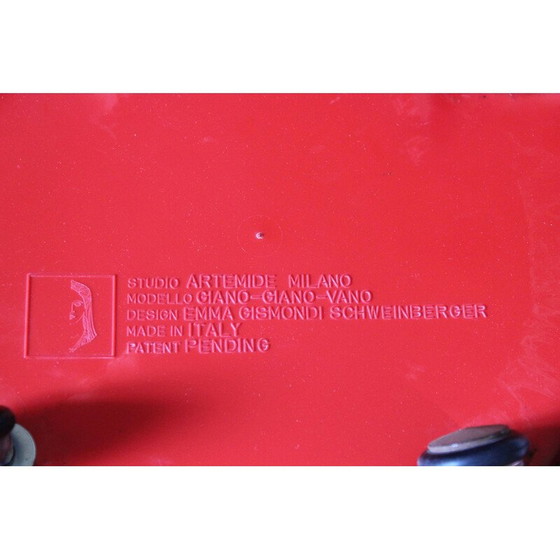 STUDIO ARTEMIDE MILANO
MODELLO GIANO-GIANO-VANO
DESIGN EMMA GISMONDI SCHWEINBERGER
MADE IN ITALY
PATENT PENDING